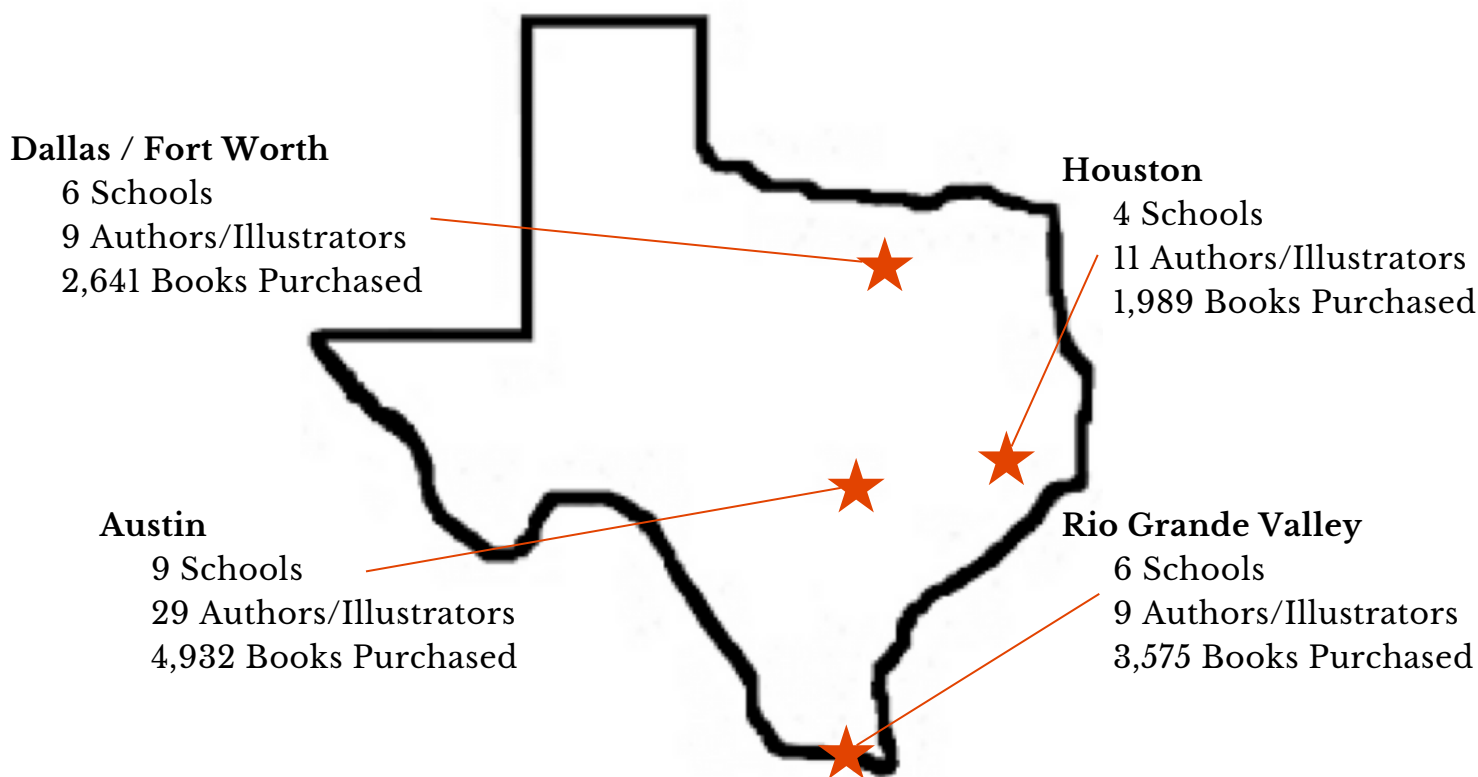 Dallas / Fort Worth
6 Schools
9 Authors/Illustrators
2,641 Books Purchased
Houston
4 Schools
11 Authors/Illustrators
1,989 Books Purchased
Austin
9 Schools
29 Authors/Illustrators
4,932 Books Purchased
Rio Grande Valley
6 Schools
9 Authors/Illustrators
3,575 Books Purchased